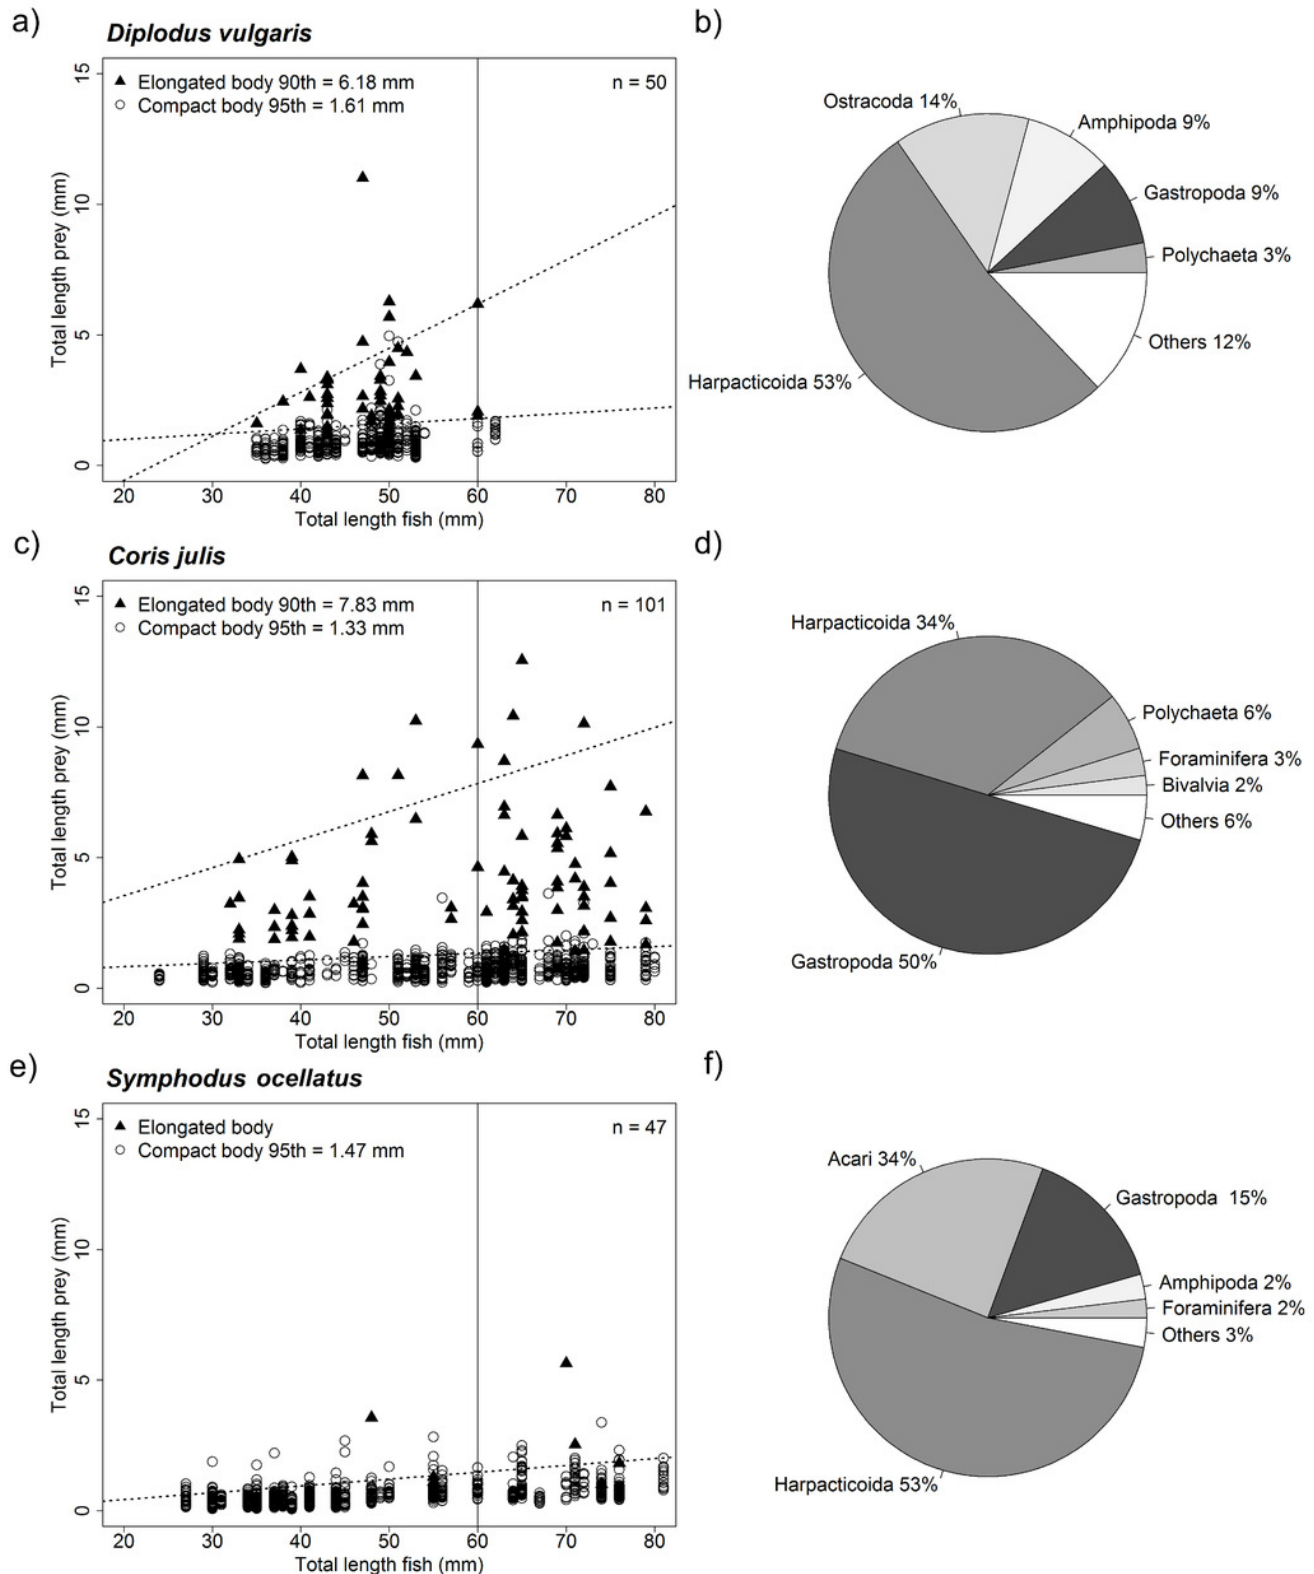 a)
Diplodus vulgaris
Elongated body 90th = 6.18 mm
Compact body 95th = 1.61 mm
n = 50
Total length prey (mm)
15
10
5
0
20 30 40 50 60 70 80
Total length fish (mm)
b)
Ostracoda 14%
Amphipoda 9%
Gastropoda 9%
Polychaeta 3%
Others 12%
Harpacticoida 53%
c)
Coris julis
Elongated body 90th = 7.83 mm
Compact body 95th = 1.33 mm
n = 101
Total length prey (mm)
15
10
5
0
20 30 40 50 60 70 80
Total length fish (mm)
d)
Harpacticoida 34%
Polychaeta 6%
Foraminifera 3%
Bivalvia 2%
Others 6%
Gastropoda 50%
e)
Symphodus ocellatus
Elongated body
Compact body 95th = 1.47 mm
n = 47
Total length prey (mm)
15
10
5
0
20 30 40 50 60 70 80
Total length fish (mm)
f)
Acari 34%
Gastropoda 15%
Amphipoda 2%
Foraminifera 2%
Others 3%
Harpacticoida 53%